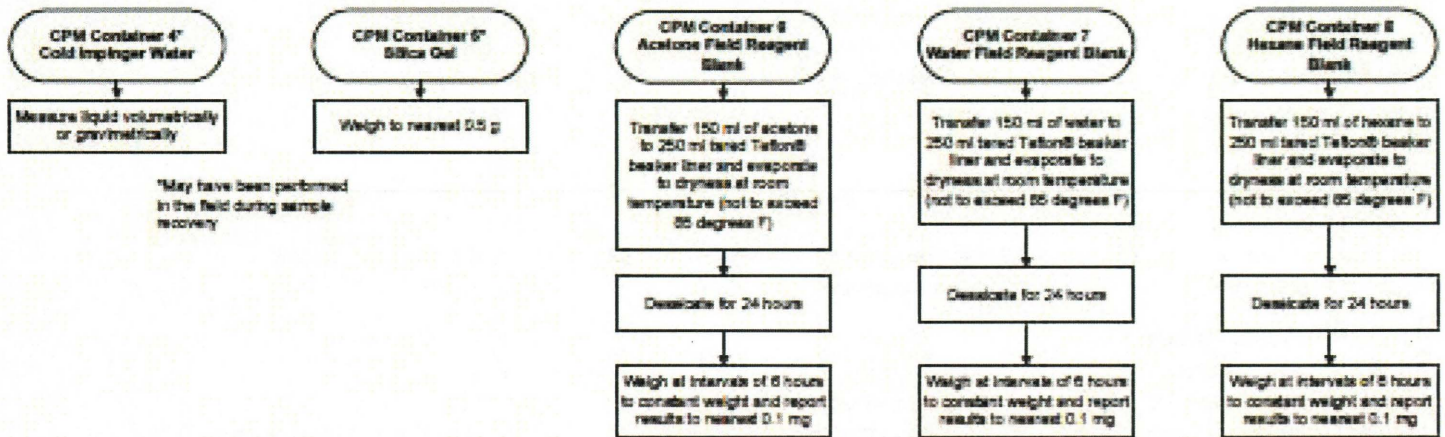 CPM Container 4*
Cold Impinger Water
Measure liquid volumetrically
or gravimetrically
CPM Container 5*
Silica Gel
Weigh to nearest 0.5 g
*May have been performed
in the field during sample
recovery
CPM Container 6
Acetone Field Reagent
Blank
Transfer 150 ml of acetone
to 250 ml tared Teflon® 
beaker liner and evaporate
to dryness at room
temperature (not to exceed
85 degrees F)
Dessicate for 24 hours
Weigh at intervals of 6 hours
to constant weight and report
results to nearest 0.1 mg
CPM Container 7
Water Field Reagent Blank
Transfer 150 ml of water to
250 ml tared Teflon® beaker
liner and evaporate to
dryness at room temperature
(not to exceed 85 degrees F)
Dessicate for 24 hours
Weigh at intervals of 6 hours
to constant weight and report
results to nearest 0.1 mg
CPM Container 8
Hexane Field Reagent
Blank
Transfer 150 ml of hexane to
250 ml tared Teflon® beaker
liner and evaporate to
dryness at room temperature
(not to exceed 85 degrees F)
Dessicate for 24 hours
Weigh at intervals of 6 hours
to constant weight and report
results to nearest 0.1 mg